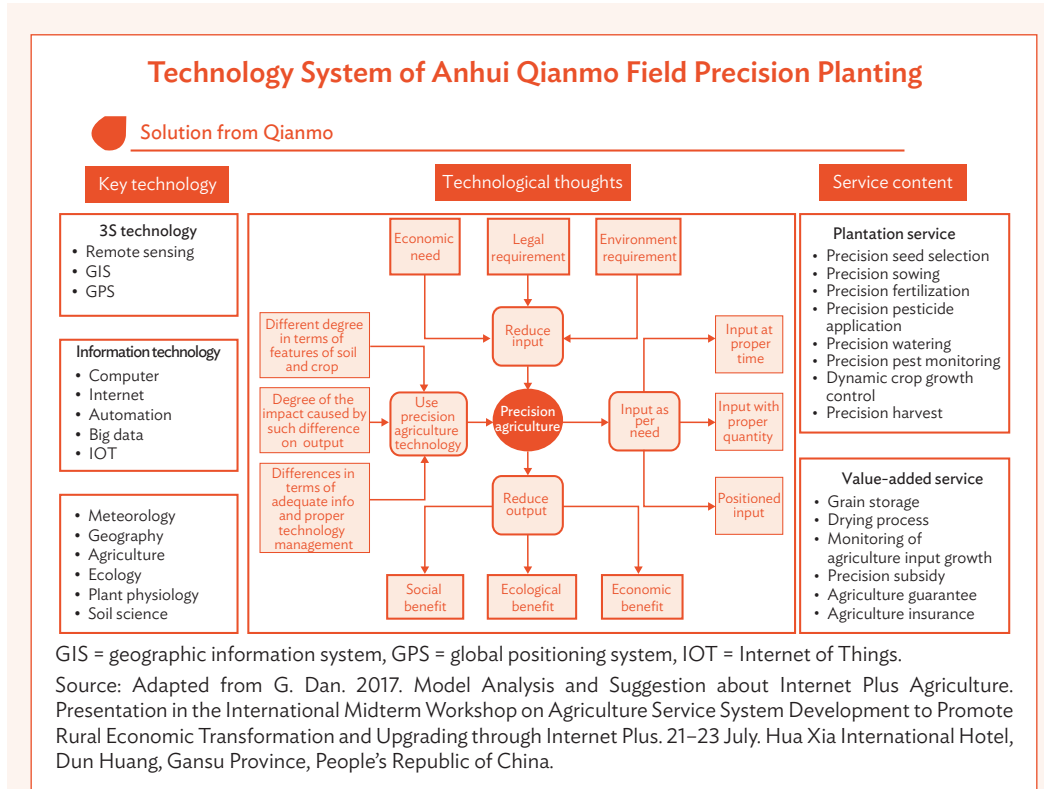 Technology System of Anhui Qianmo Field Precision Planting
Solution from Qianmo
Key technology
3S technology
• Remote sensing
• GIS
• GPS
Information technology
• Computer
• Internet
• Automation
• Big data
• IOT
• Meteorology
• Geography
• Agriculture
• Ecology
• Plant physiology
• Soil science
Technological thoughts
Economic
need
Legal
requirement
Environment
requirement
Reduce
input
Different degree
in terms of
features of soil
and crop
Degree of the
impact caused by
such difference
on output
Differences in
terms of
adequate info
and proper
technology
management
Use
precision
agriculture
technology
Precision
agriculture
Input as
per
need
Input at
proper
time
Input with
proper
quantity
Positioned
input
Reduce
output
Social
benefit
Ecological
benefit
Economic
benefit
Service content
Plantation service
• Precision seed selection
• Precision sowing
• Precision fertilization
• Precision pesticide
application
• Precision watering
• Precision pest monitoring
• Dynamic crop growth
control
• Precision harvest
Value-added service
• Grain storage
• Drying process
• Monitoring of
agriculture input growth
• Precision subsidy
• Agriculture guarantee
• Agriculture insurance
GIS = geographic information system, GPS = global positioning system, IOT = Internet of Things.
Source: Adapted from G. Dan. 2017. Model Analysis and Suggestion about Internet Plus Agriculture.
Presentation in the International Midterm Workshop on Agriculture Service System Development to Promote
Rural Economic Transformation and Upgrading through Internet Plus. 21–23 July. Hua Xia International Hotel,
Dun Huang, Gansu Province, People's Republic of China.